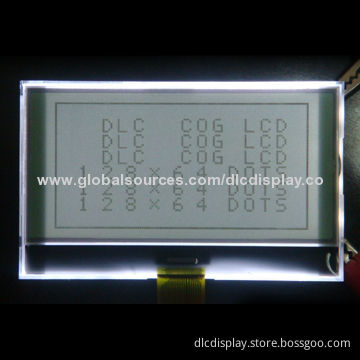 DLC COG LCD
DLC COG LCD
DLC COG LCD
128×64 DOTS
www.globalsources.com/dlcdisplay.co
128×64 DOTS
128×64 DOTS
dlcdisplay.store.bossgoo.com